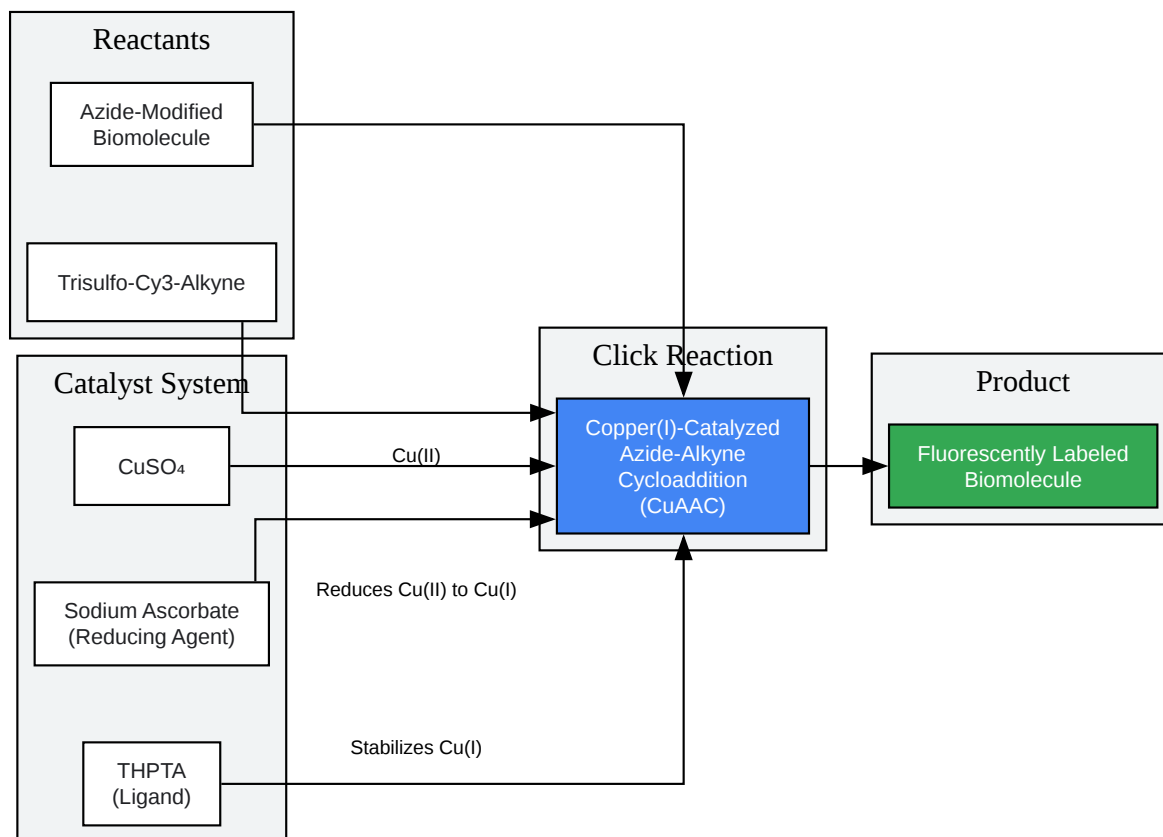 Reactants
Azide-Modified
Biomolecule
Trisulfo-Cy3-Alkyne
Catalyst System
CuSO₄
Sodium Ascorbate
(Reducing Agent)
THPTA
(Ligand)
Cu(II)
Reduces Cu(II) to Cu(I)
Stabilizes Cu(I)
Click Reaction
Copper(I)-Catalyzed
Azide-Alkyne
Cycloaddition
(CuAAC)
Product
Fluorescently Labeled
Biomolecule